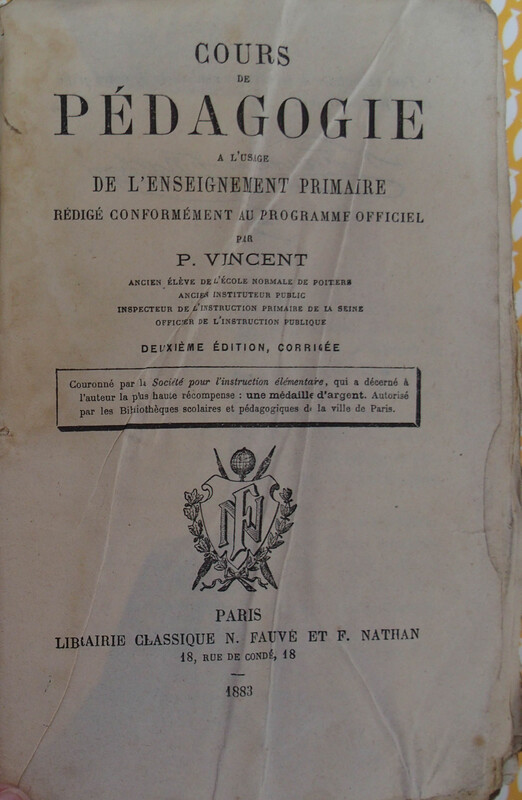 COURS
DE
PÉDAGOGIE
A L'USAGE
DE L'ENSEIGNEMENT PRIMAIRE
RÉDIGÉ CONFORMÉMENT AU PROGRAMME OFFICIEL
PAR
P. VINCENT
ANCIEN ÉLÈVE DE L'ÉCOLE NORMALE DE POITIERS
ANCIEN INSTITUTEUR PUBLIC
INSPECTEUR DE L'INSTRUCTION PRIMAIRE DE LA SEINE
OFFICIER DE L'INSTRUCTION PUBLIQUE
DEUXIÈME ÉDITION, CORRIGÉE
Couronné par la Société pour l'instruction élémentaire, qui a décerné à
l'auteur la plus haute récompense : une médaille d'argent. Autorisé
par les Bibliothèques scolaires et pédagogiques de la ville de Paris.
NF
PARIS
LIBRAIRIE CLASSIQUE N. FAUVÉ ET F. NATHAN
18, RUE DE CONDÉ, 18
1883